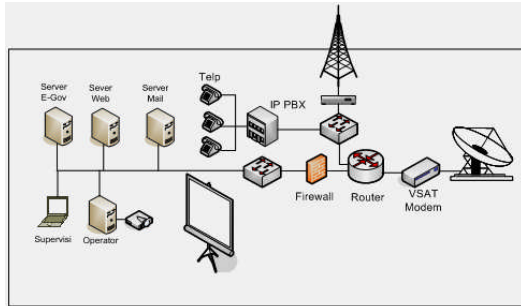 Telp
Server
E-Gov
Sever
Web
Server
Mail
IP PBX
Firewall
Router
VSAT
Modem
Supervisi
Operator